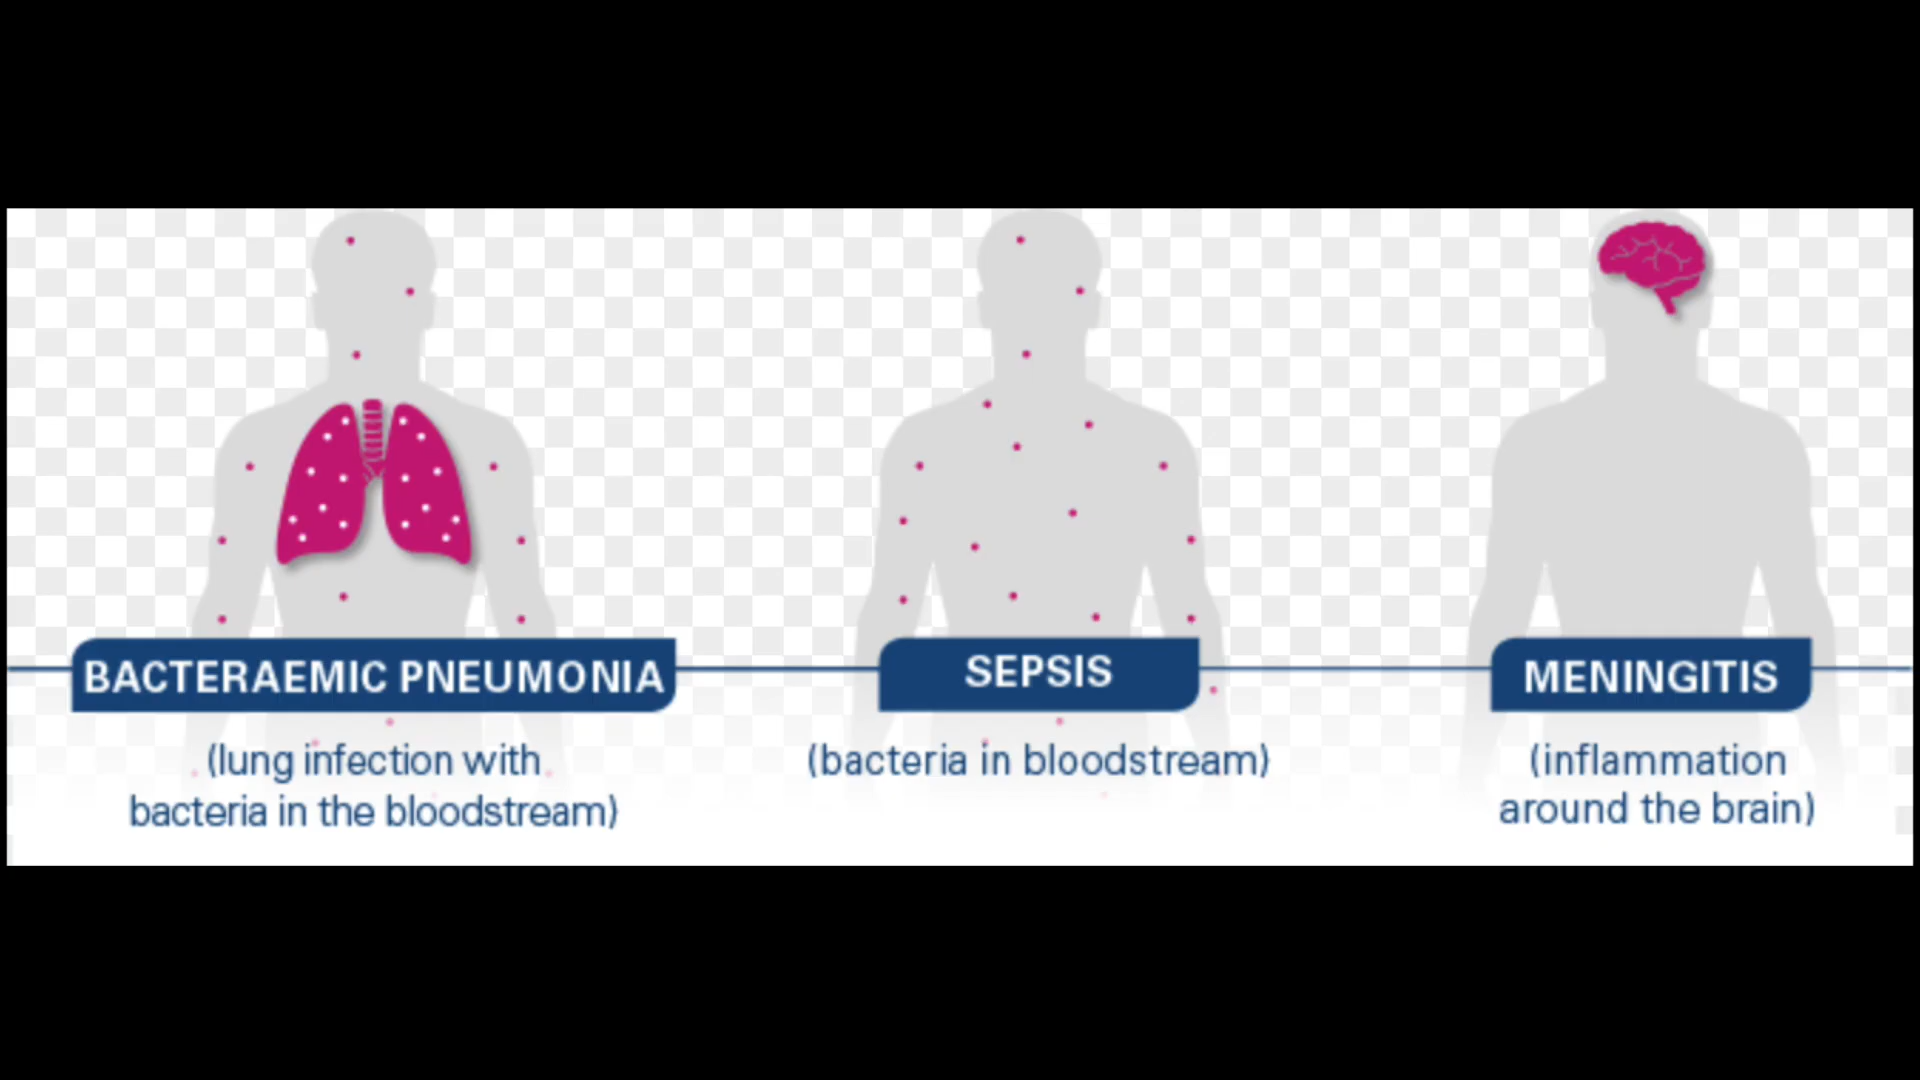 BACTERAEMIC PNEUMONIA
(lung infection with
bacteria in the bloodstream)
SEPSIS
(bacteria in bloodstream)
MENINGITIS
(inflammation
around the brain)